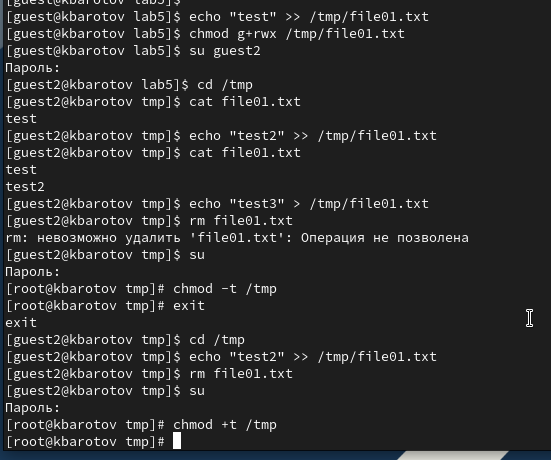 [guest@kbarotov lab5]$
[guest@kbarotov lab5]$ echo "test" >> /tmp/file01.txt
[guest@kbarotov lab5]$ chmod g+rwx /tmp/file01.txt
[guest@kbarotov lab5]$ su guest2
Пароль:
[guest2@kbarotov lab5]$ cd /tmp
[guest2@kbarotov tmp]$ cat file01.txt
test
[guest2@kbarotov tmp]$ echo "test2" >> /tmp/file01.txt
[guest2@kbarotov tmp]$ cat file01.txt
test
test2
[guest2@kbarotov tmp]$ echo "test3" > /tmp/file01.txt
[guest2@kbarotov tmp]$ rm file01.txt
rm: невозможно удалить 'file01.txt': Операция не позволена
[guest2@kbarotov tmp]$ su
Пароль:
[root@kbarotov tmp]# chmod -t /tmp
[root@kbarotov tmp]# exit
exit
[guest2@kbarotov tmp]$ cd /tmp
[guest2@kbarotov tmp]$ echo "test2" >> /tmp/file01.txt
[guest2@kbarotov tmp]$ rm file01.txt
[guest2@kbarotov tmp]$ su
Пароль:
[root@kbarotov tmp]# chmod +t /tmp
[root@kbarotov tmp]#